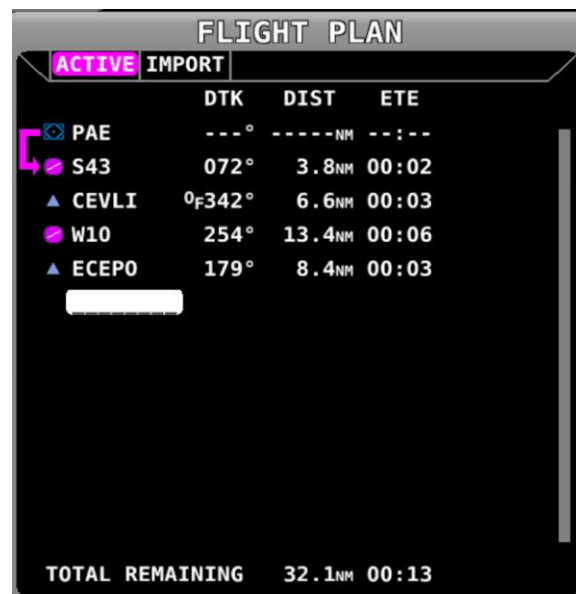 FLIGHT PLAN
ACTIVE IMPORT
DTK DIST ETE
PAE ---° -----NM --:--
S43 072° 3.8NM 00:02
CEVLI OF342° 6.6NM 00:03
W10 254° 13.4NM 00:06
ECEPO 179° 8.4NM 00:03
________
TOTAL REMAINING 32.1NM 00:13